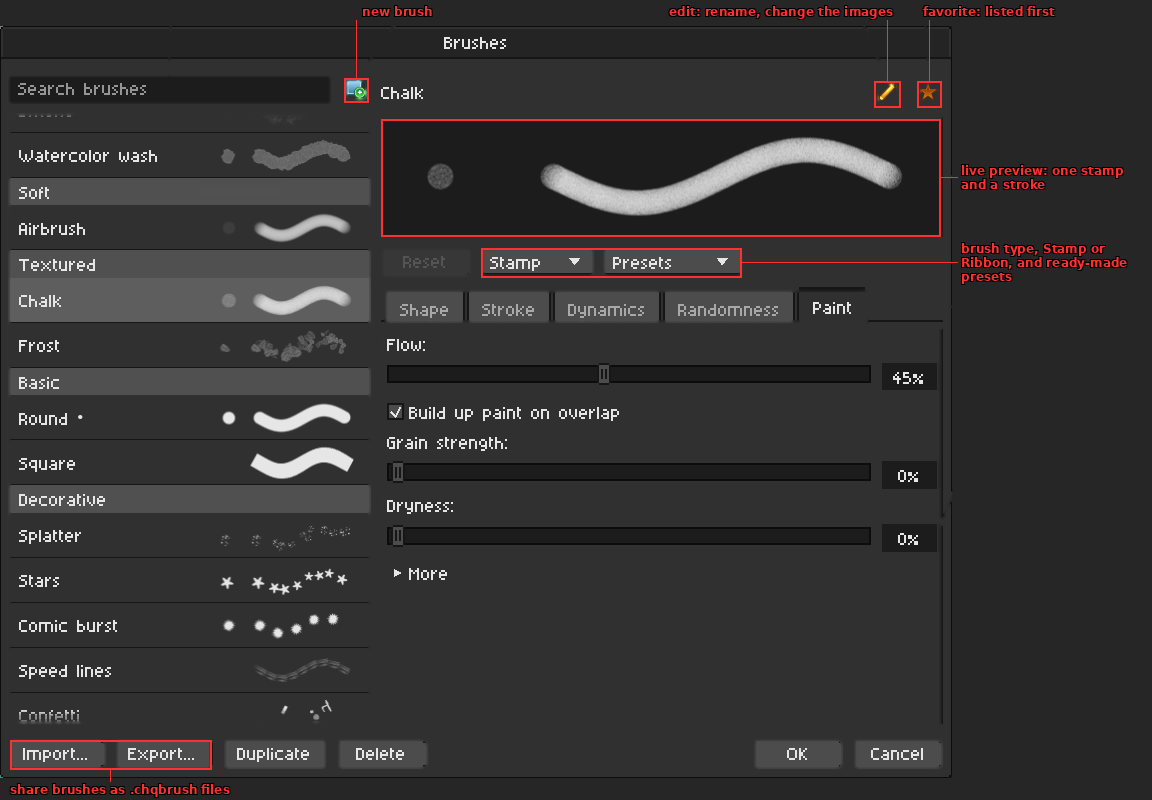 new brush
edit: rename, change the images
favorite: listed first
Brushes
Search brushes
Chalk
Watercolor wash
Soft
Airbrush
Textured
Chalk
Frost
Basic
Round •
Square
Decorative
Splatter
Stars
Comic burst
Speed lines
Confetti
live preview: one stamp
and a stroke
Reset
Stamp
Presets
brush type, Stamp or
Ribbon, and ready-made
presets
Shape
Stroke
Dynamics
Randomness
Paint
Flow:
45%
Build up paint on overlap
Grain strength:
0%
Dryness:
0%
More
Import...
Export...
Duplicate
Delete
OK
Cancel
share brushes as .chqbrush files